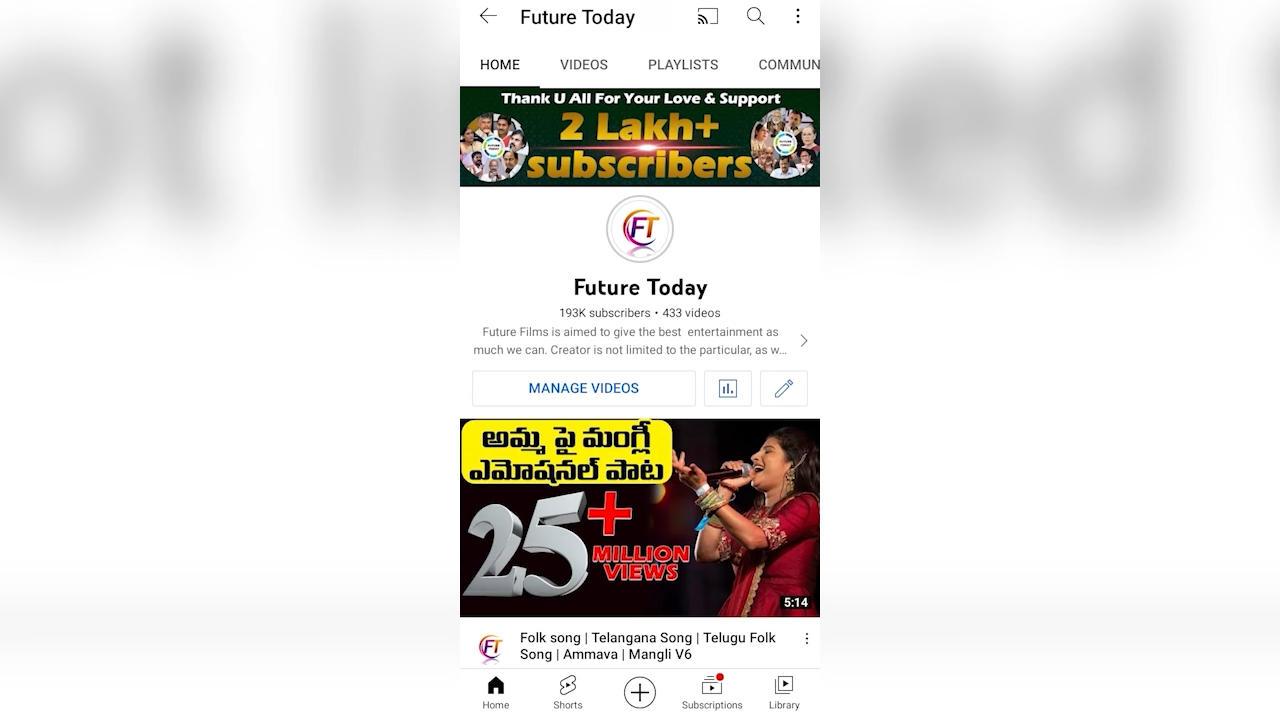 Future Today
HOME VIDEOS PLAYLISTS COMMUN
Thank U All For Your Love & Support
2 Lakh+
subscribers
FT
Future Today
193K subscribers • 433 videos
Future Films is aimed to give the best entertainment as
much we can. Creator is not limited to the particular, as w...
MANAGE VIDEOS
అమ్మ పై మంగ్లీ
ఎమోషనల్ పాట
25+
MILLION
VIEWS
5:14
FT
Folk song | Telangana Song | Telugu Folk
Song | Ammava | Mangli V6
Home Shorts Subscriptions Library